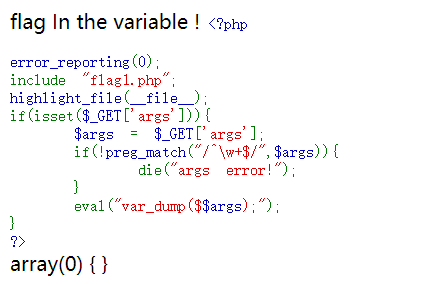 flag In the variable ! <?php
error_reporting(0);
include "flag1.php";
highlight_file(__file__);
if(isset($_GET['args'])){
$args = $_GET['args'];
if(!preg_match("/^\w+$/",$args)){
die("args error!");
}
eval("var_dump($$args);");
}
?>
array(0) { }